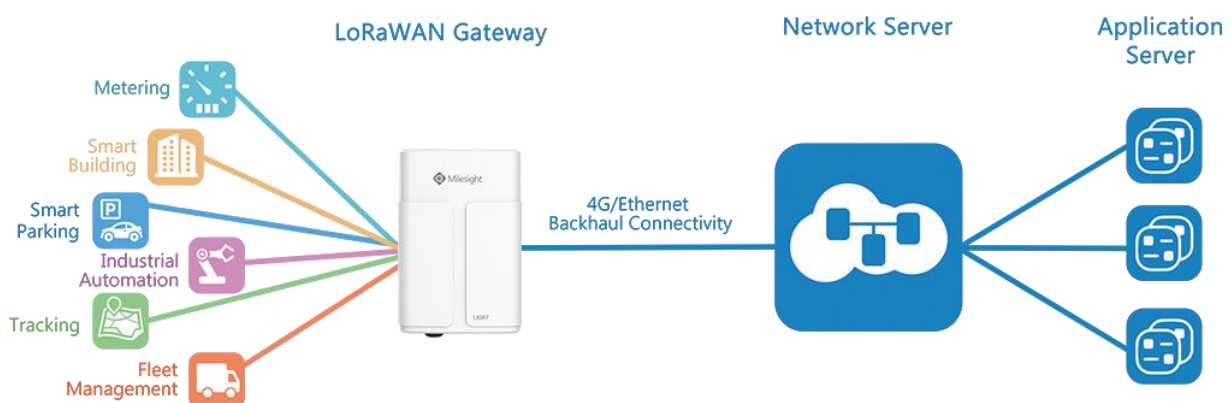 LoRaWAN Gateway
Network Server
Application
Server
Metering
Smart
Building
P
Smart
Parking
Industrial
Automation
Tracking
Fleet
Management
Milesight
4G/Ethernet
Backhaul Connectivity